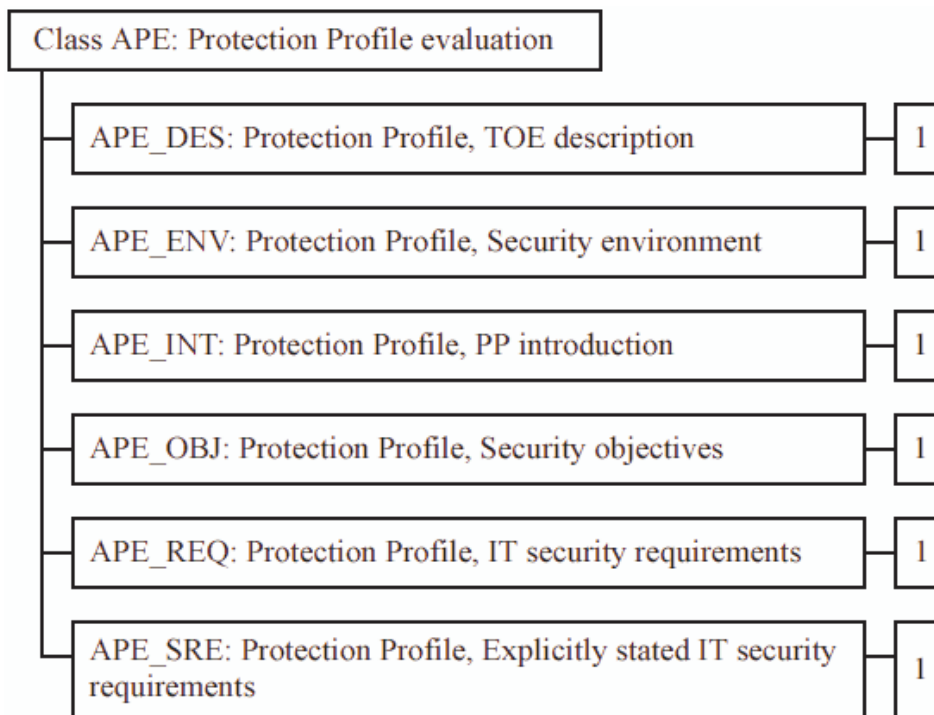 Class APE: Protection Profile evaluation
APE_DES: Protection Profile, TOE description 1
APE_ENV: Protection Profile, Security environment 1
APE_INT: Protection Profile, PP introduction 1
APE_OBJ: Protection Profile, Security objectives 1
APE_REQ: Protection Profile, IT security requirements 1
APE_SRE: Protection Profile, Explicitly stated IT security
requirements 1